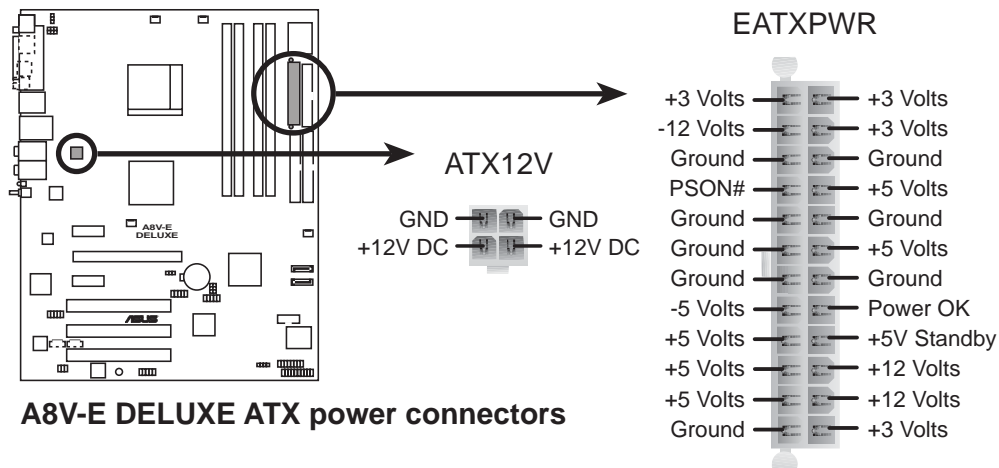 EATXPWR
+3 Volts +3 Volts
-12 Volts +3 Volts
Ground Ground
PSON# +5 Volts
Ground Ground
Ground +5 Volts
Ground Ground
-5 Volts Power OK
+5 Volts +5V Standby
+5 Volts +12 Volts
+5 Volts +12 Volts
Ground +3 Volts
ATX12V
GND GND
+12V DC +12V DC
A8V-E
DELUXE
ASUS
A8V-E DELUXE ATX power connectors